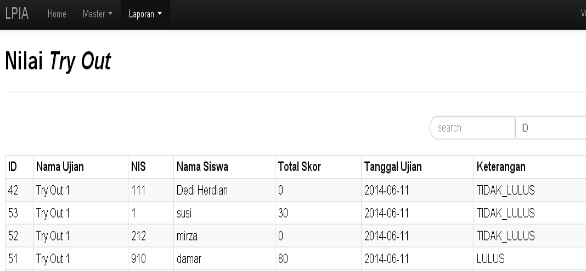 LPIA Home Master Laporan
Nilai Try Out
search ID
ID Nama Ujian NIS Nama Siswa Total Skor Tanggal Ujian Keterangan
42 Try Out 1 111 Dedi Herdian 0 2014-06-11 TIDAK_LULUS
53 Try Out 1 1 susi 30 2014-06-11 TIDAK_LULUS
52 Try Out 1 212 mirza 0 2014-06-11 TIDAK_LULUS
51 Try Out 1 910 damar 80 2014-06-11 LULUS